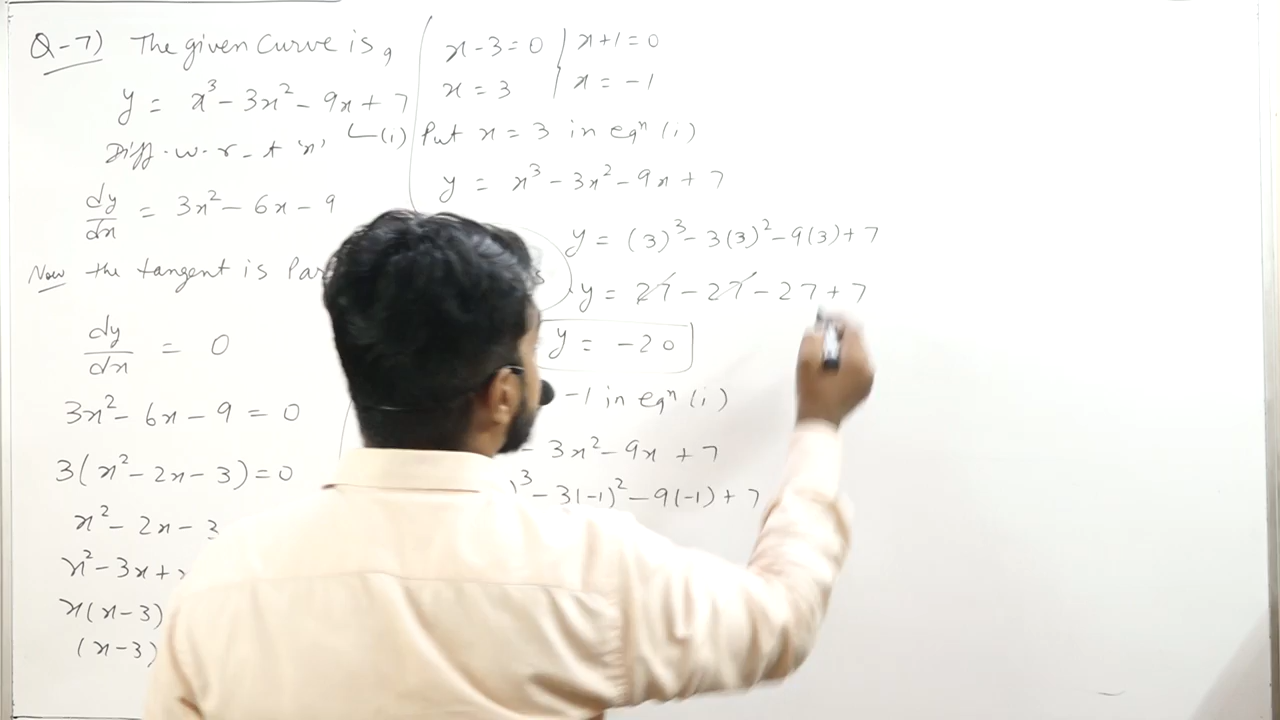 Q-7) The given Curve is,
y = x³ - 3x² - 9x + 7
(i)
Diff. w.r-t 'x'
dy/dx = 3x² - 6x - 9
Now the tangent is Par
dy/dx = 0
3x² - 6x - 9 = 0
3(x² - 2x - 3) = 0
x² - 2x - 3
x² - 3x +
x(x-3)
(x-3)
x - 3 = 0 | x + 1 = 0
x = 3 | x = -1
Put x = 3 in eqⁿ (i)
y = x³ - 3x² - 9x + 7
y = (3)³ - 3(3)² - 9(3) + 7
y = 27 - 27 - 27 + 7
y = -20
-1 in eqⁿ (i)
- 3x² - 9x + 7
)³ - 3(-1)² - 9(-1) + 7